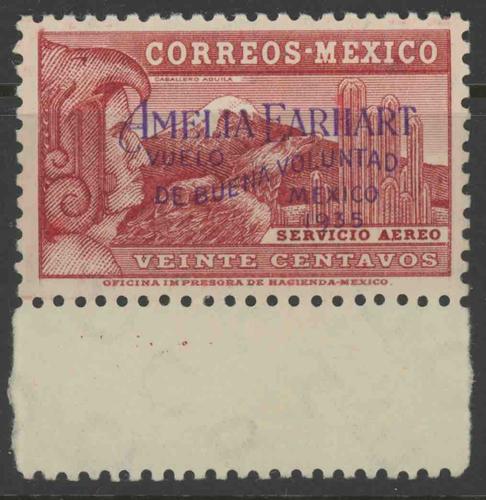 CORREOS-MEXICO
CABALLERO AGUILA
AMELIA EARHART
VUELO
DE BUENA VOLUNTAD
MEXICO
1935
SERVICIO AEREO
VEINTE CENTAVOS
OFICINA IMPRESORA DE HACIENDA-MEXICO.